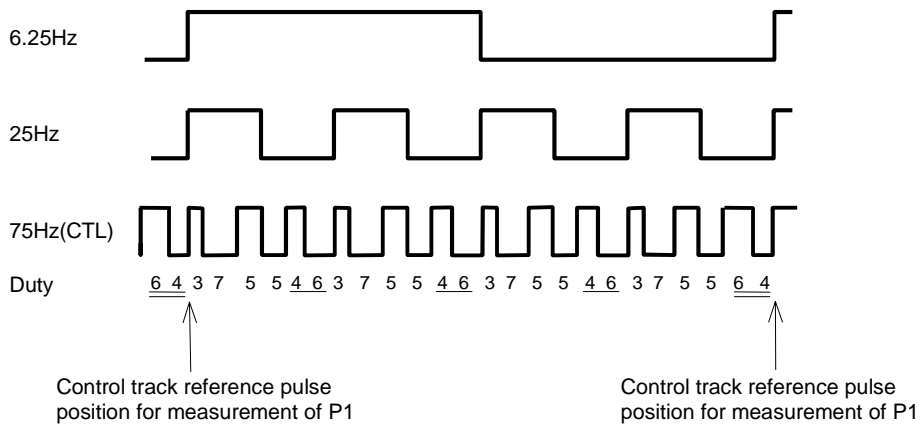 6.25Hz
25Hz
75Hz(CTL)
Duty 6 4 3 7 5 5 4 6 3 7 5 5 4 6 3 7 5 5 4 6 3 7 5 5 6 4
Control track reference pulse
position for measurement of P1
Control track reference pulse
position for measurement of P1